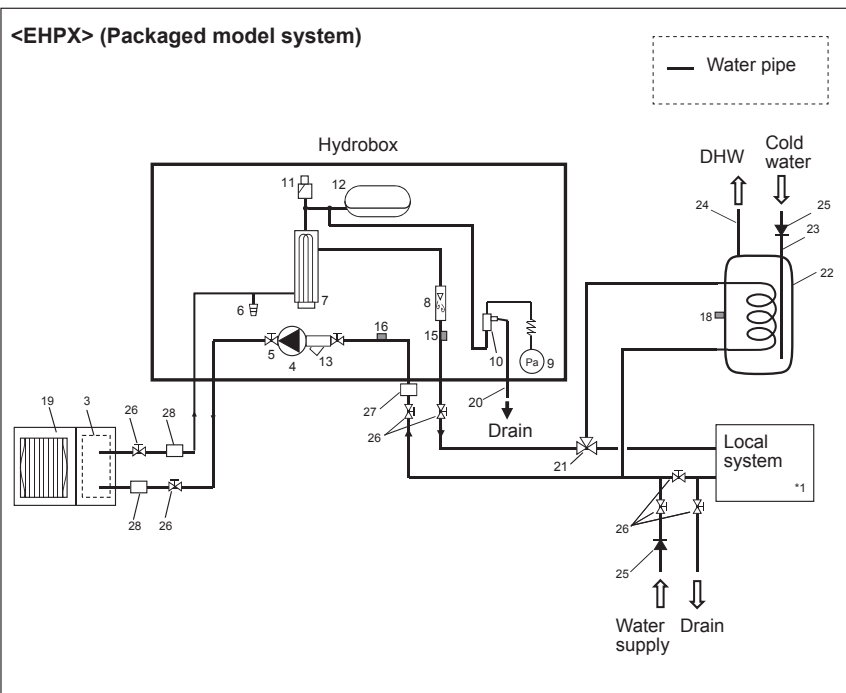 <EHPX> (Packaged model system)
Water pipe
Hydrobox
DHW
Cold
water
11
12
24
25
23
22
6
7
8
18
16
15
5
4
13
10
Pa
9
19
3
26
28
27
26
20
Drain
21
Local
system
*1
28
26
26
25
Water
supply
Drain